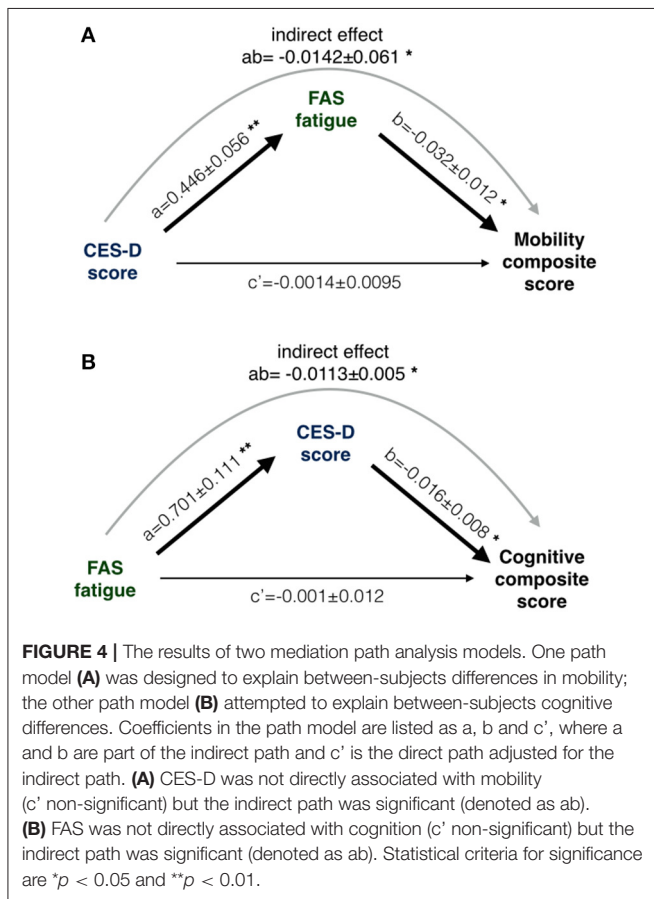 A
indirect effect
ab= -0.0142±0.061 *
FAS
fatigue
a=0.446±0.056 **
b=-0.032±0.012 *
CES-D
score
Mobility
composite
score
c'=-0.0014±0.0095
B
indirect effect
ab= -0.0113±0.005 *
CES-D
score
a=0.701±0.111 **
b=-0.016±0.008 *
FAS
fatigue
Cognitive
composite
score
c'=-0.001±0.012
FIGURE 4 | The results of two mediation path analysis models. One path
model (A) was designed to explain between-subjects differences in mobility;
the other path model (B) attempted to explain between-subjects cognitive
differences. Coefficients in the path model are listed as a, b and c', where a
and b are part of the indirect path and c' is the direct path adjusted for the
indirect path. (A) CES-D was not directly associated with mobility
(c' non-significant) but the indirect path was significant (denoted as ab).
(B) FAS was not directly associated with cognition (c' non-significant) but the
indirect path was significant (denoted as ab). Statistical criteria for significance
are *p < 0.05 and **p < 0.01.